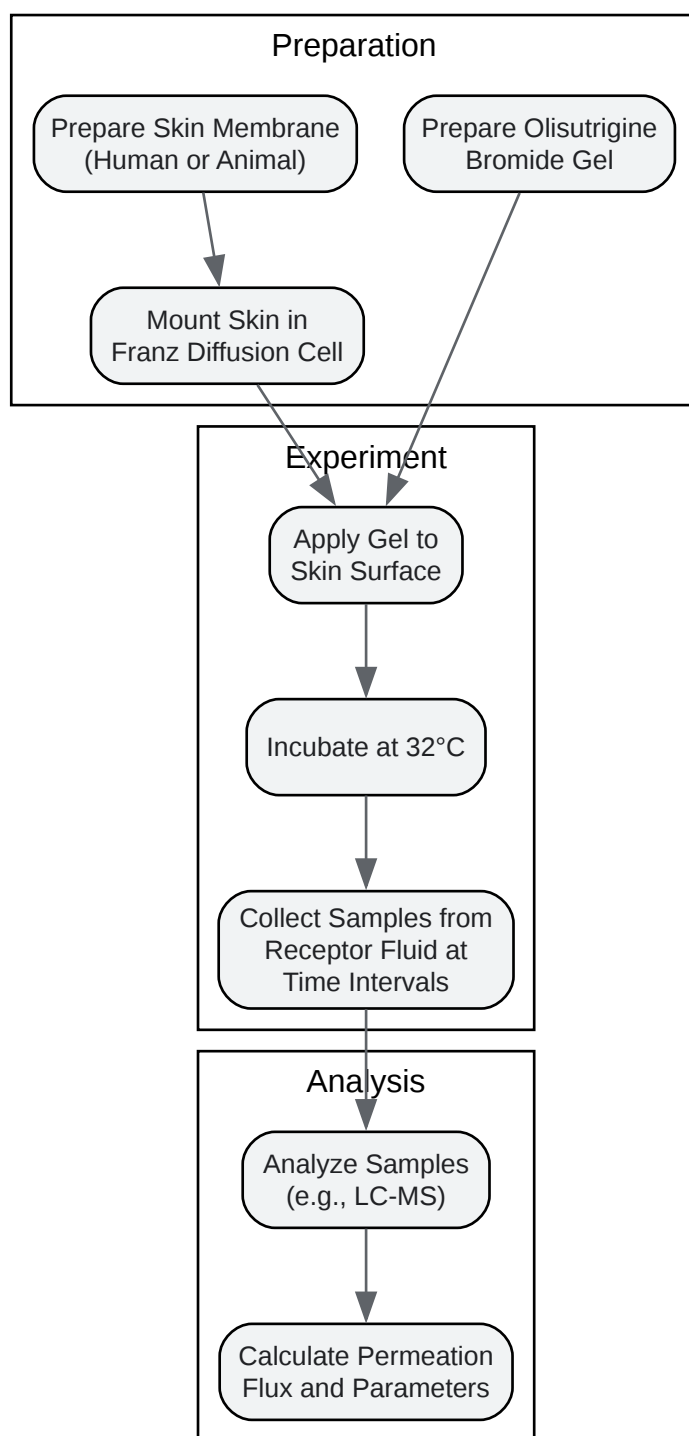 Preparation
Prepare Skin Membrane
(Human or Animal)
Prepare Olisutrigine
Bromide Gel
Mount Skin in
Franz Diffusion Cell
Experiment
Apply Gel to
Skin Surface
Incubate at 32°C
Collect Samples from
Receptor Fluid at
Time Intervals
Analysis
Analyze Samples
(e.g., LC-MS)
Calculate Permeation
Flux and Parameters